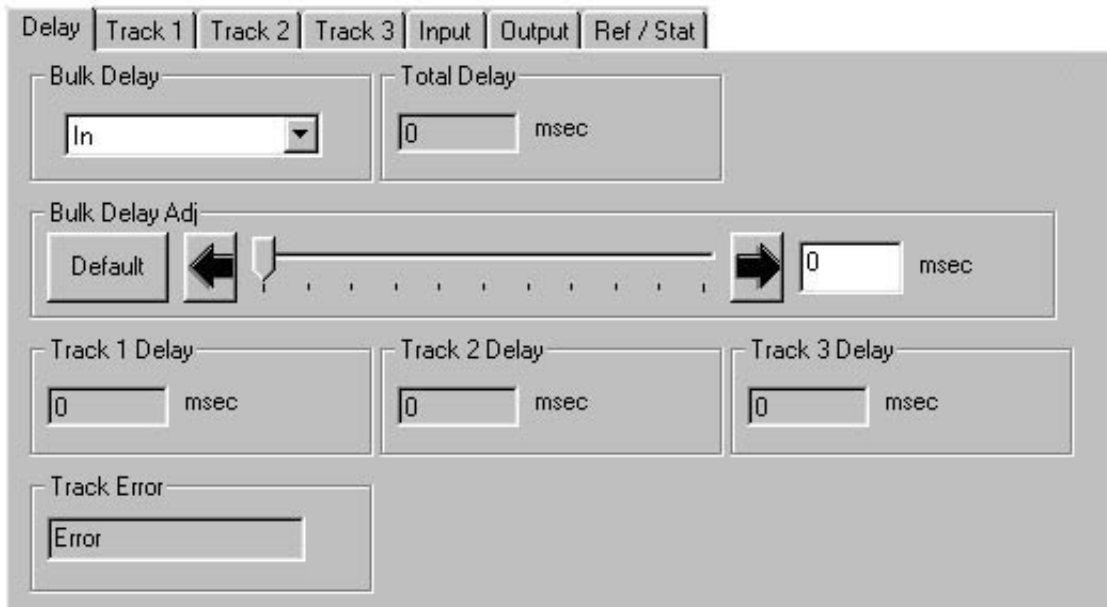 Delay Track 1 Track 2 Track 3 Input Output Ref / Stat
Bulk Delay Total Delay
In 0 msec
Bulk Delay Adj
Default 0 msec
Track 1 Delay Track 2 Delay Track 3 Delay
0 msec 0 msec 0 msec
Track Error
Error